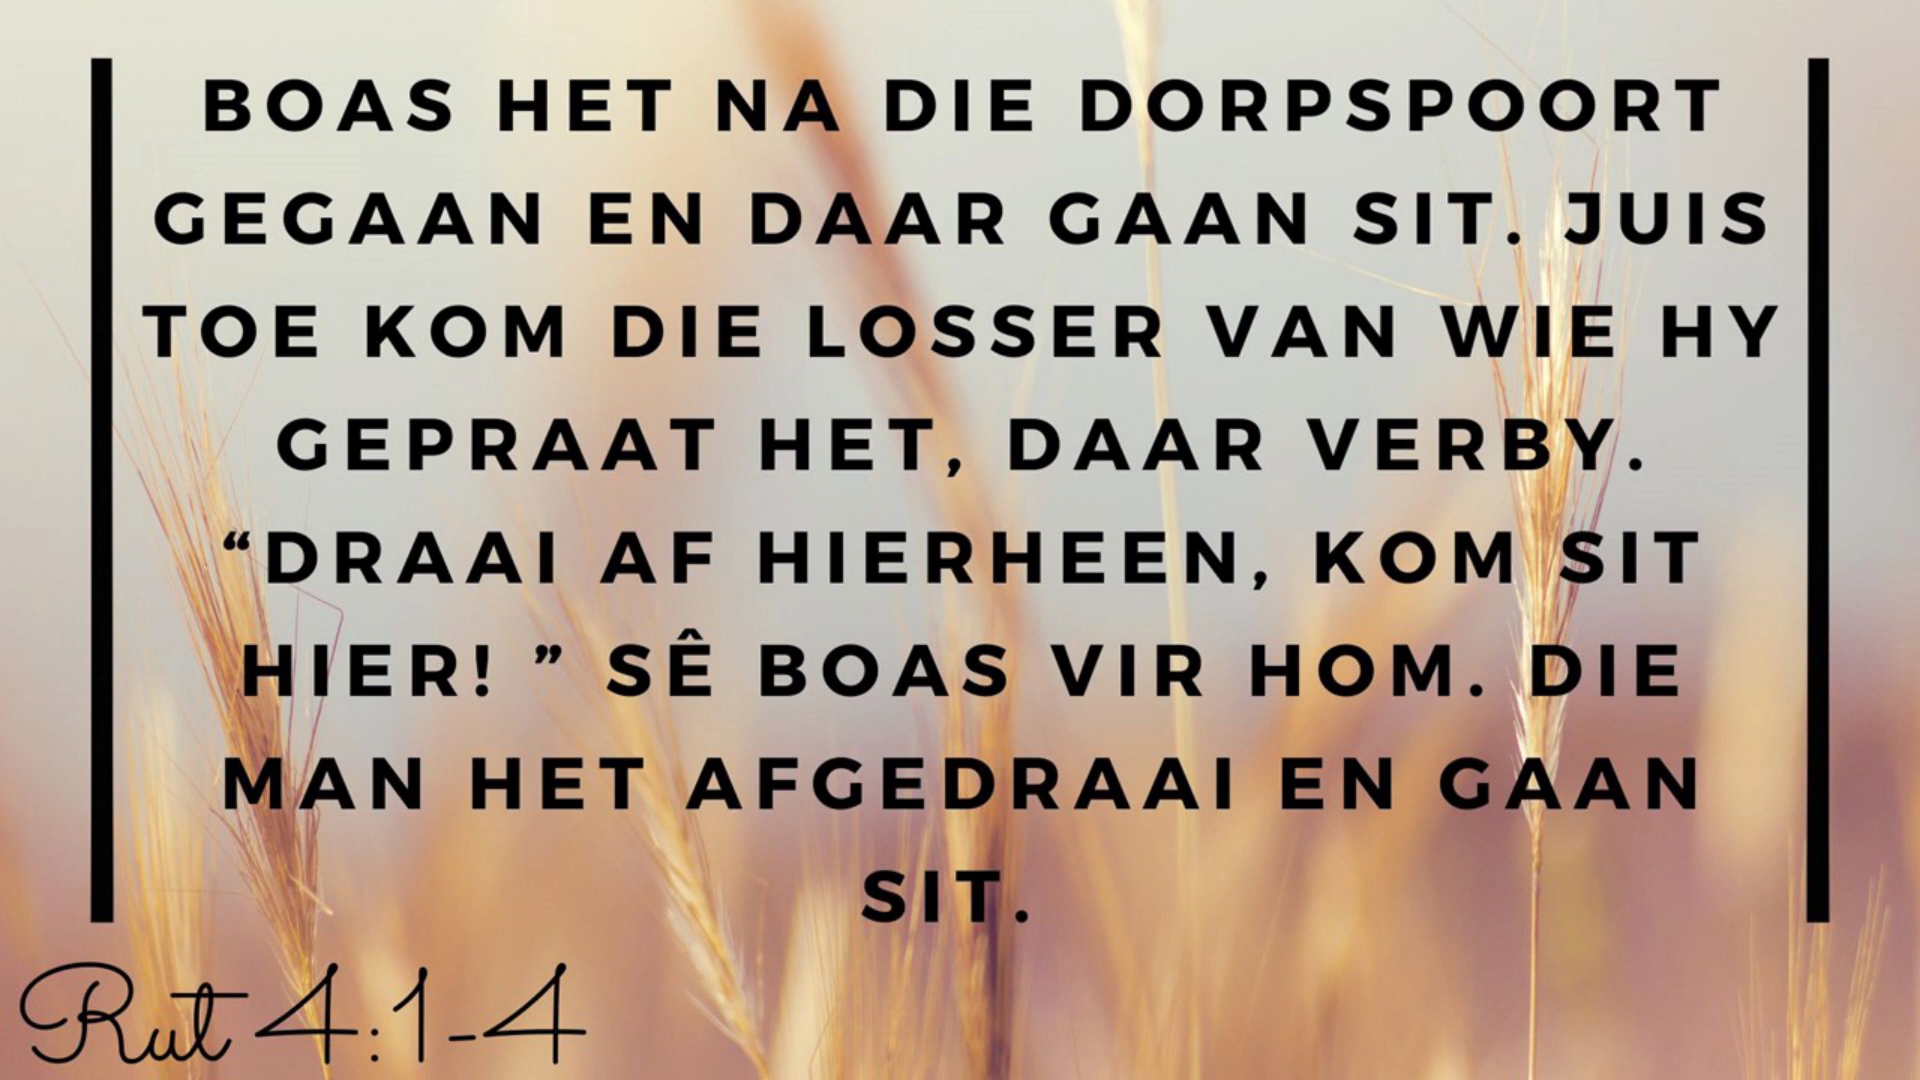 BOAS HET NA DIE DORPSPOORT
GEGAAN EN DAAR GAAN SIT. JUIS
TOE KOM DIE LOSSER VAN WIE HY
GEPRAAT HET, DAAR VERBY.
“DRAAI AF HIERHEEN, KOM SIT
HIER! ” SÊ BOAS VIR HOM. DIE
MAN HET AFGEDRAAI EN GAAN
SIT.
Rut 4:1-4